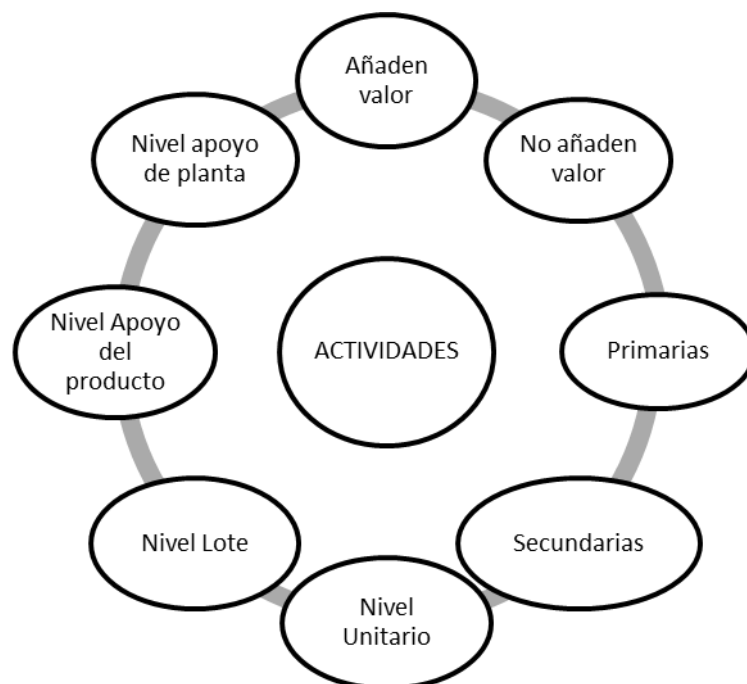 Añaden
valor
No añaden
valor
Primarias
Secundarias
Nivel
Unitario
Nivel Lote
Nivel Apoyo
del
producto
Nivel apoyo
de planta
ACTIVIDADES